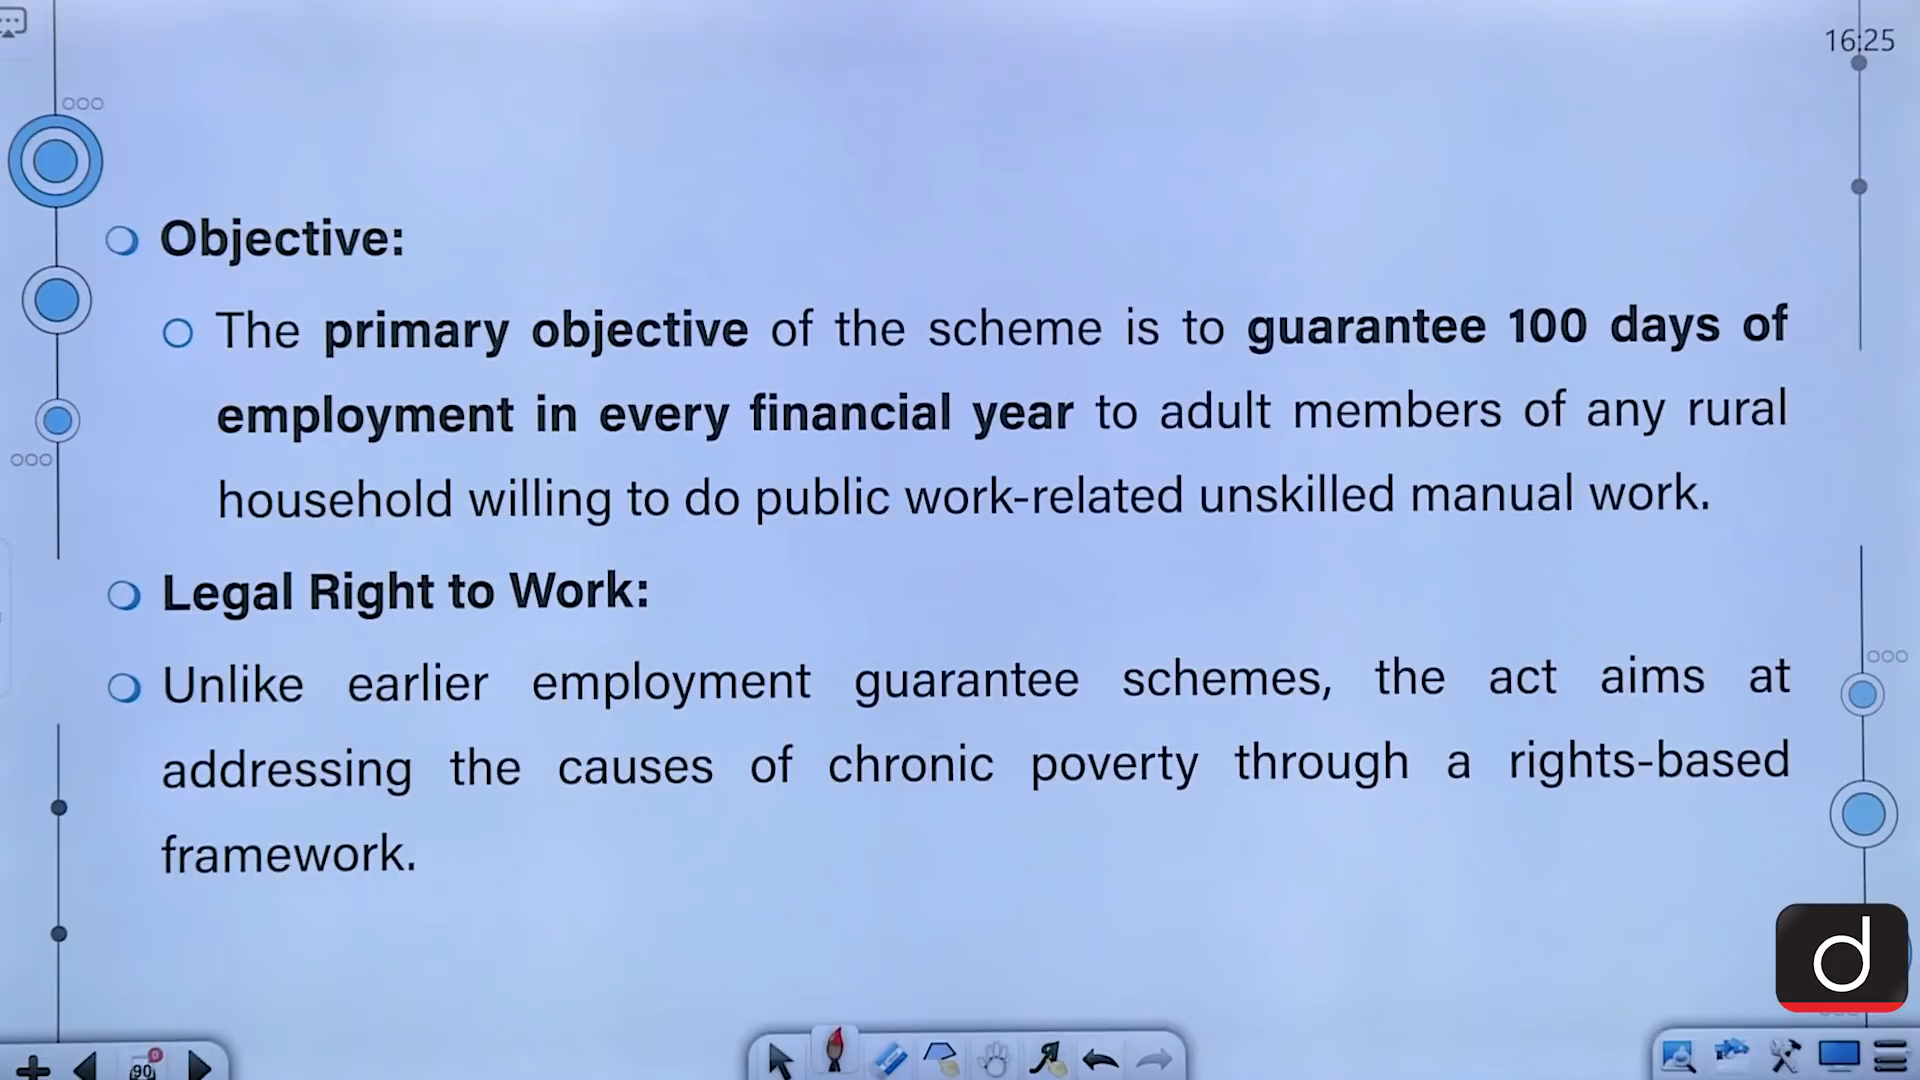 16:25
Objective:
The primary objective of the scheme is to guarantee 100 days of
employment in every financial year to adult members of any rural
household willing to do public work-related unskilled manual work.
Legal Right to Work:
Unlike earlier employment guarantee schemes, the act aims at
addressing the causes of chronic poverty through a rights-based
framework.
d
0
90